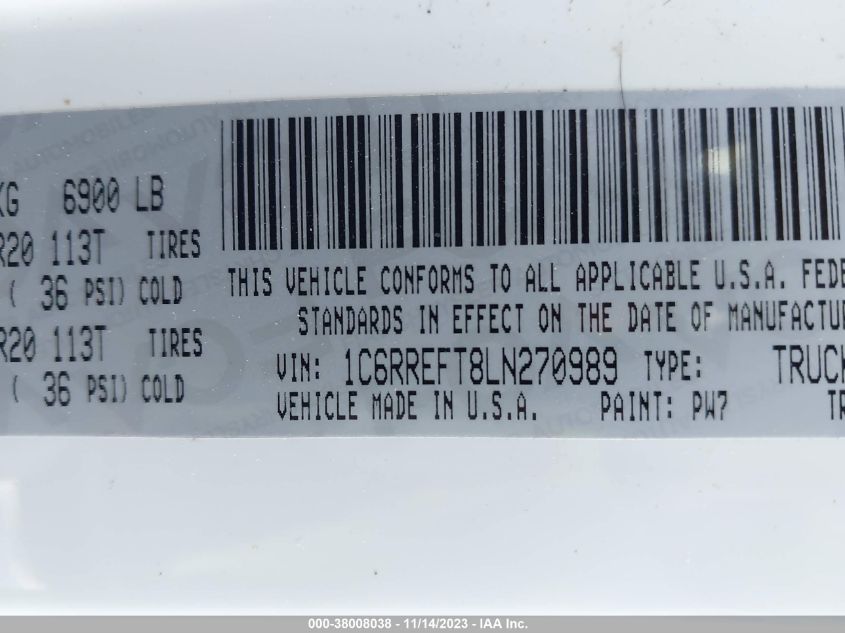 KG 6900 LB
R20 113T TIRES
( 36 PSI) COLD
R20 113T TIRES
( 36 PSI) COLD
THIS VEHICLE CONFORMS TO ALL APPLICABLE U.S.A. FEDE
STANDARDS IN EFFECT ON THE DATE OF MANUFACTU
VIN: 1C6RREFT8LN270989 TYPE: TRUCK
VEHICLE MADE IN U.S.A. PAINT: PW7 TR
000-38008038 - 11/14/2023 - IAA Inc.